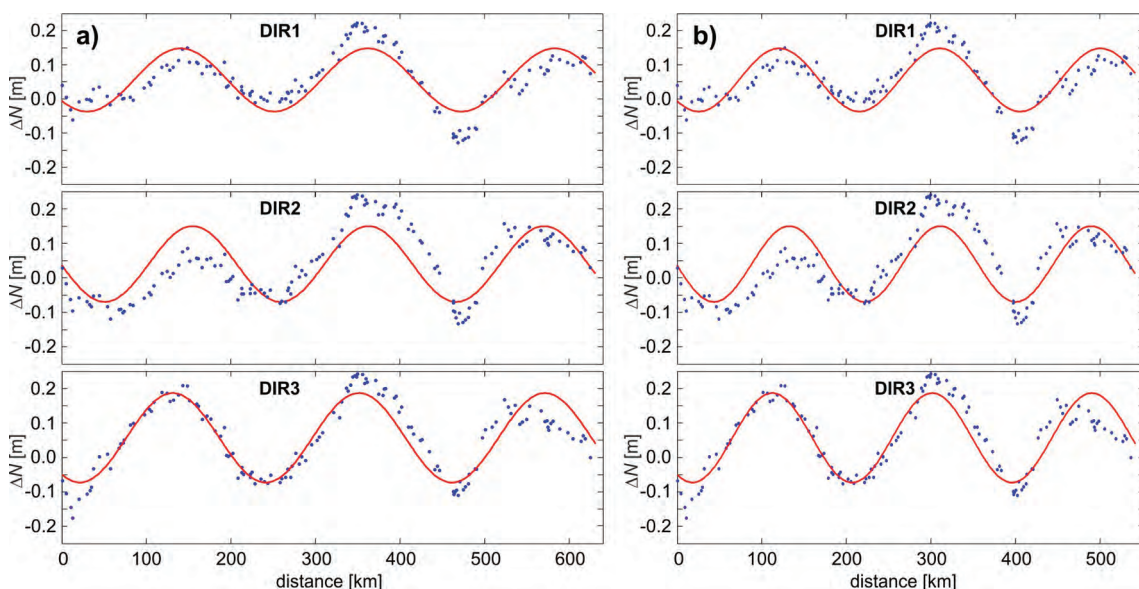 a)
DIR1
ΔN [m]
0.2
0.1
0.0
-0.1
-0.2
DIR2
ΔN [m]
0.2
0.1
0.0
-0.1
-0.2
DIR3
ΔN [m]
0.2
0.1
0.0
-0.1
-0.2
0 100 200 300 400 500 600
distance [km]
b)
DIR1
ΔN [m]
0.2
0.1
0.0
-0.1
-0.2
DIR2
ΔN [m]
0.2
0.1
0.0
-0.1
-0.2
DIR3
ΔN [m]
0.2
0.1
0.0
-0.1
-0.2
0 100 200 300 400 500
distance [km]